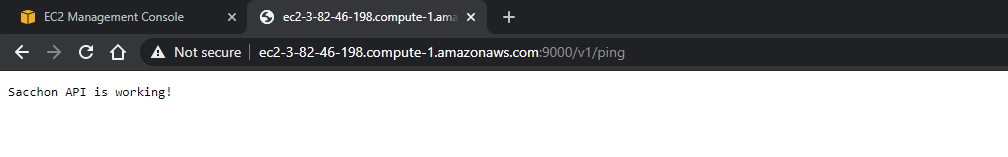 EC2 Management Console
ec2-3-82-46-198.compute-1.ama
Not secure
ec2-3-82-46-198.compute-1.amazonaws.com:9000/v1/ping
Sacchon API is working!